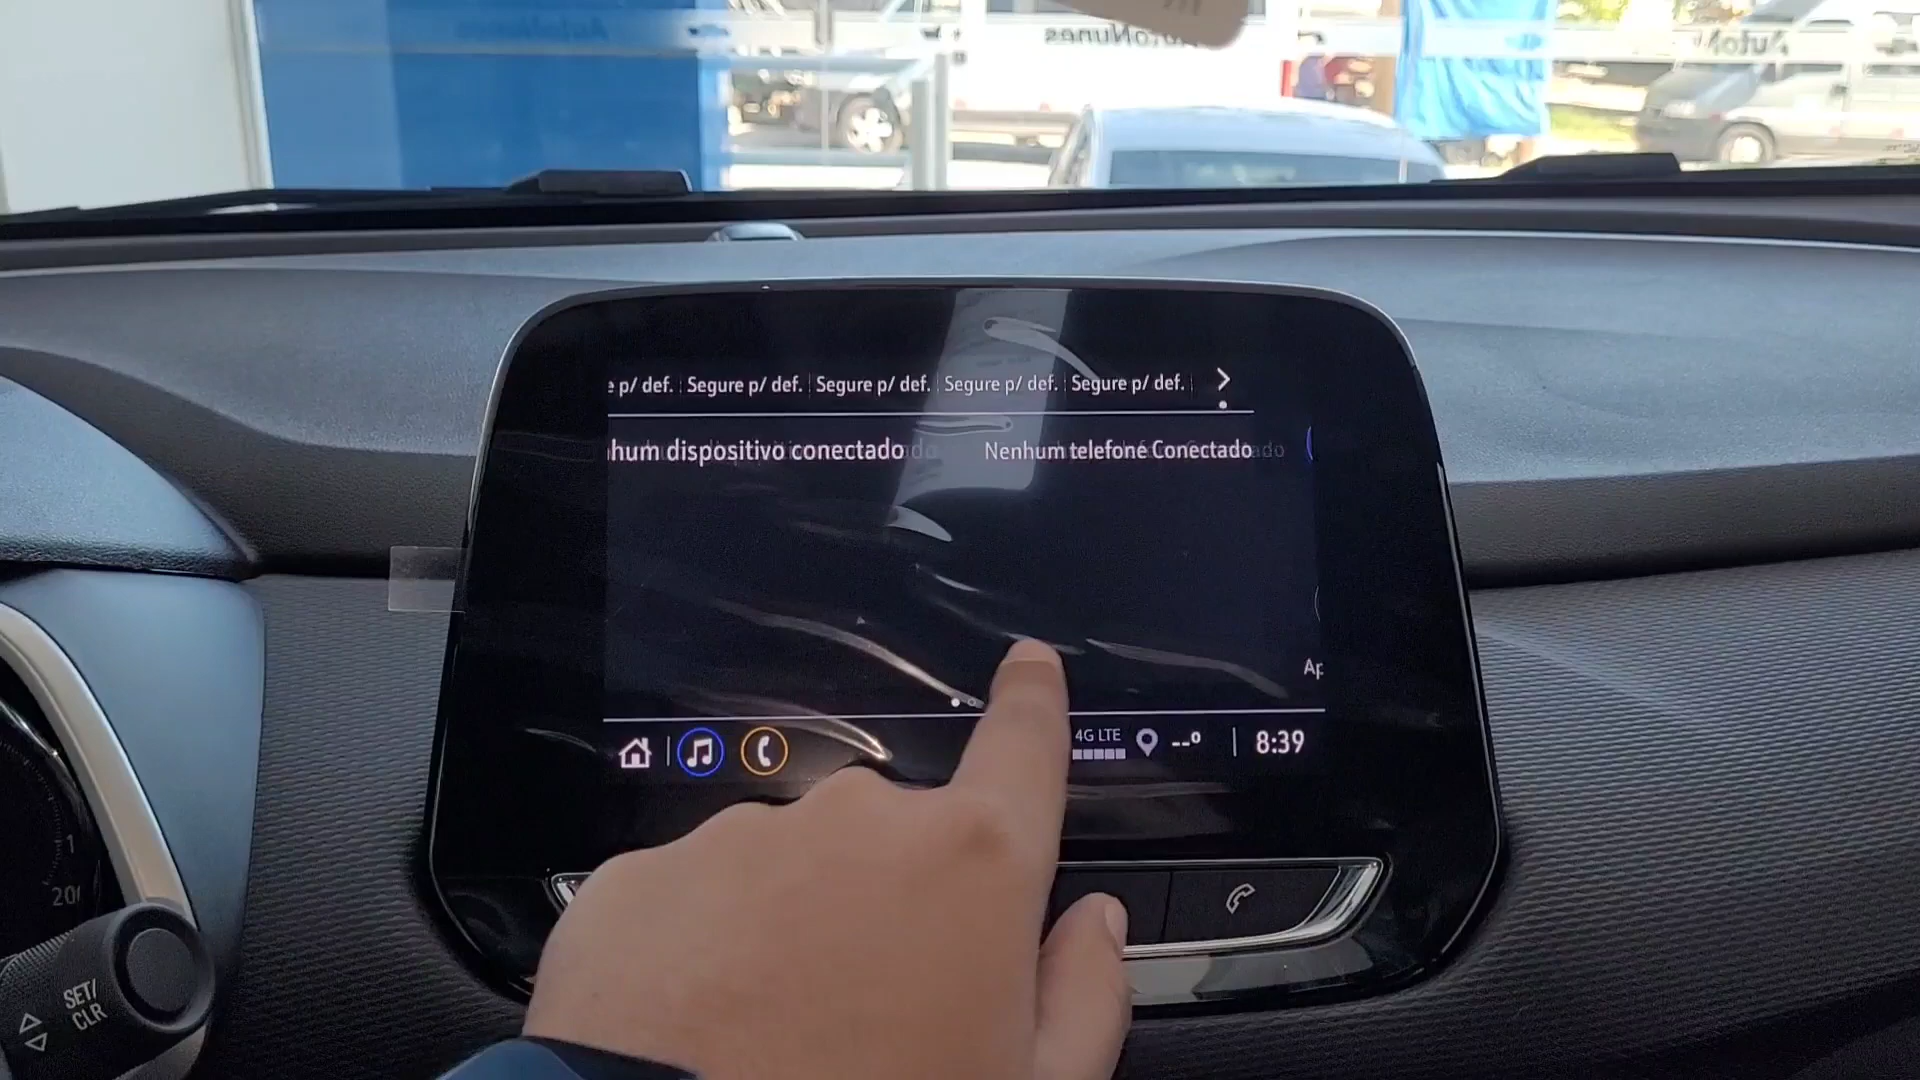 AutoNunes
e p/ def. Segure p/ def. Segure p/ def. Segure p/ def. Segure p/ def.
hum dispositivo conectado
Nenhum telefone Conectado
Ap
4G LTE
--°
8:39
1
20
SET/
CLR